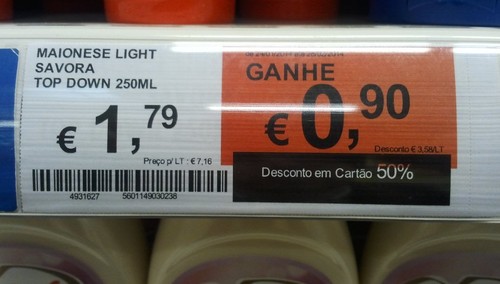 MAIONESE LIGHT
SAVORA
TOP DOWN 250ML
€ 1,79
Preço p/ LT : € 7,16
4931627 5601149030238
GANHE
€ 0,90
Desconto € 3,58/LT
Desconto em Cartão 50%